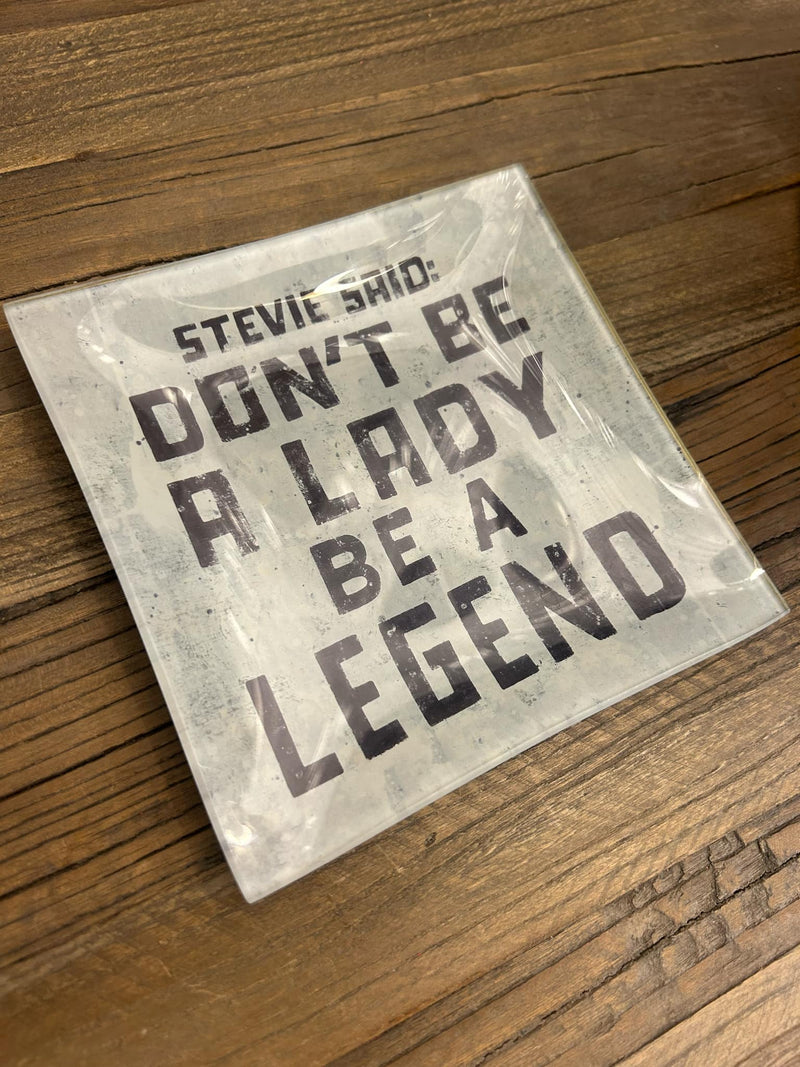 STEVIE SAID:
DON'T BE
A LADY
BE A
LEGEND